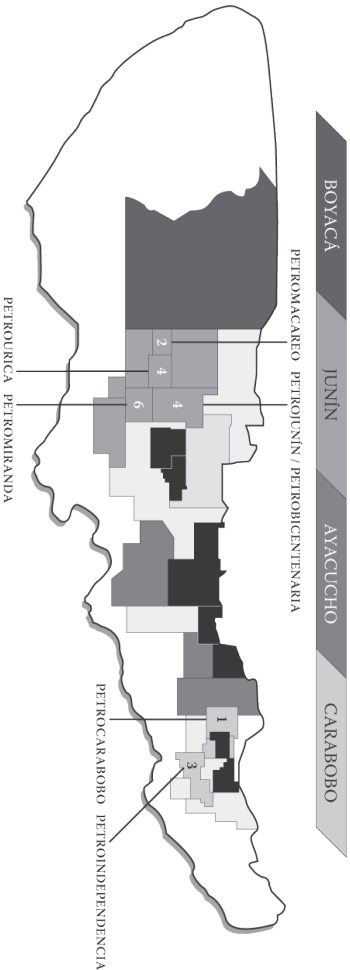 BOYACÁ
JUNÍN
AYACUCHO
CARABOBO
PETROMACAREO
PETROJUNÍN / PETROBICENTENARIA
2
4
4
6
1
3
PETROURICA
PETROMIRANDA
PETROCARABOBO
PETROINDEPENDENCIA